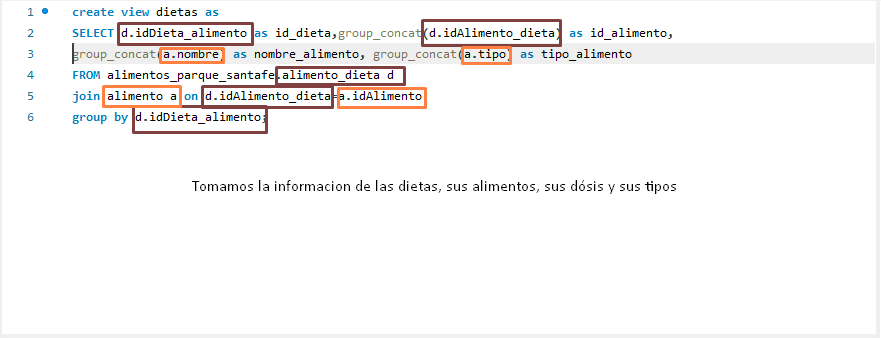 1 create view dietas as
2 SELECT d.idDieta_alimento as id_dieta,group_concat(d.idAlimento_dieta) as id_alimento,
3 group_concat(a.nombre) as nombre_alimento, group_concat(a.tipo) as tipo_alimento
4 FROM alimentos_parque_santafe.alimento_dieta d
5 join alimento a on d.idAlimento_dieta=a.idAlimento
6 group by d.idDieta_alimento;
Tomamos la informacion de las dietas, sus alimentos, sus dósis y sus tipos